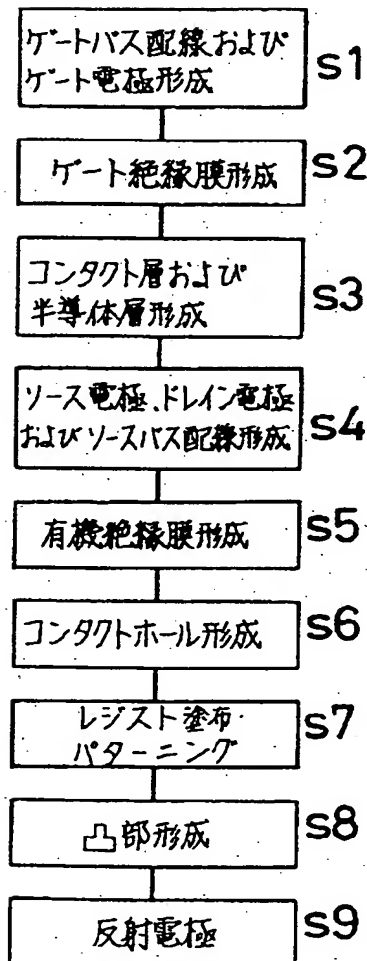 ゲートバス配線および
ゲート電極形成
s1
ゲート絶縁膜形成
s2
コンタクト層および
半導体層形成
s3
ソース電極、ドレイン電極
およびソースバス配線形成
s4
有機絶縁膜形成
s5
コンタクトホール形成
s6
レジスト塗布・
パターニング
s7
凸部形成
s8
反射電極
s9